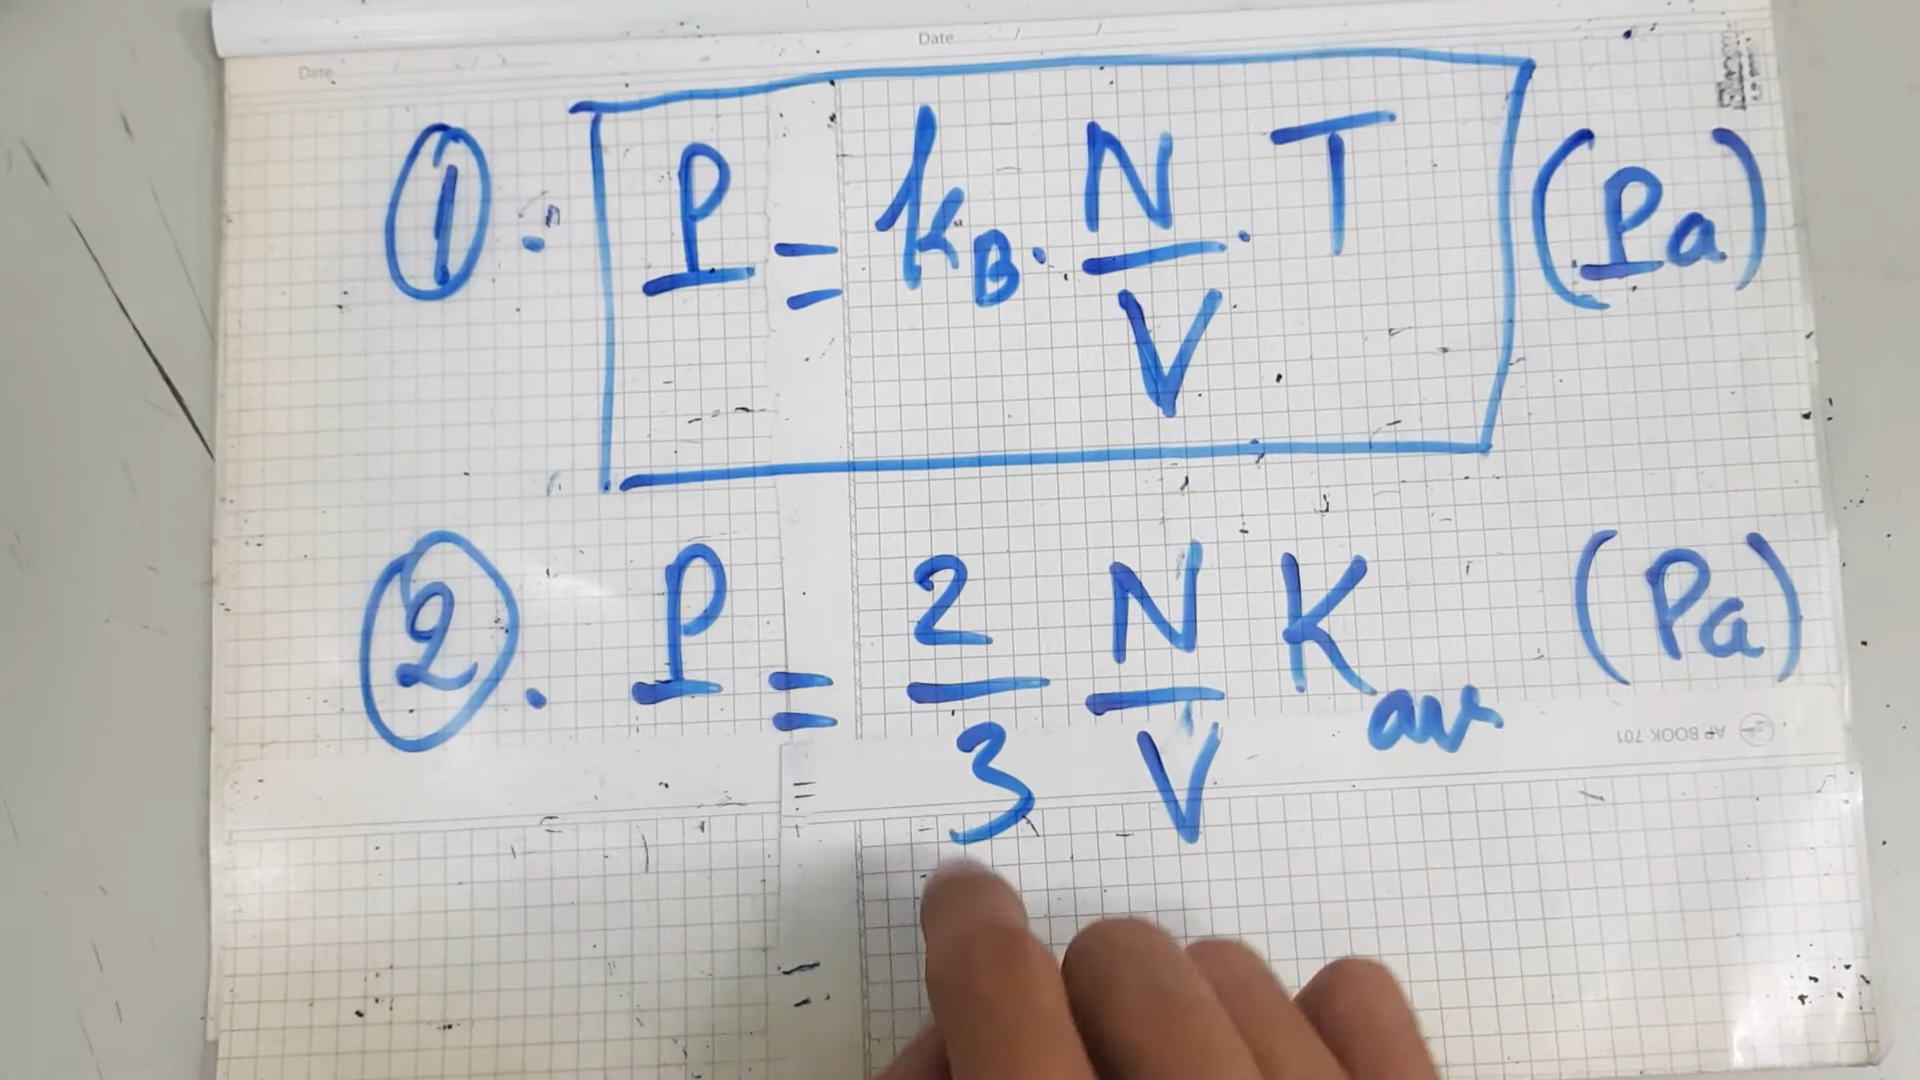 Date / /
Date / /
①: P = k_B · N/V · T (Pa)
②. P = 2/3 N/V K_av (Pa)
AP BOOK 701